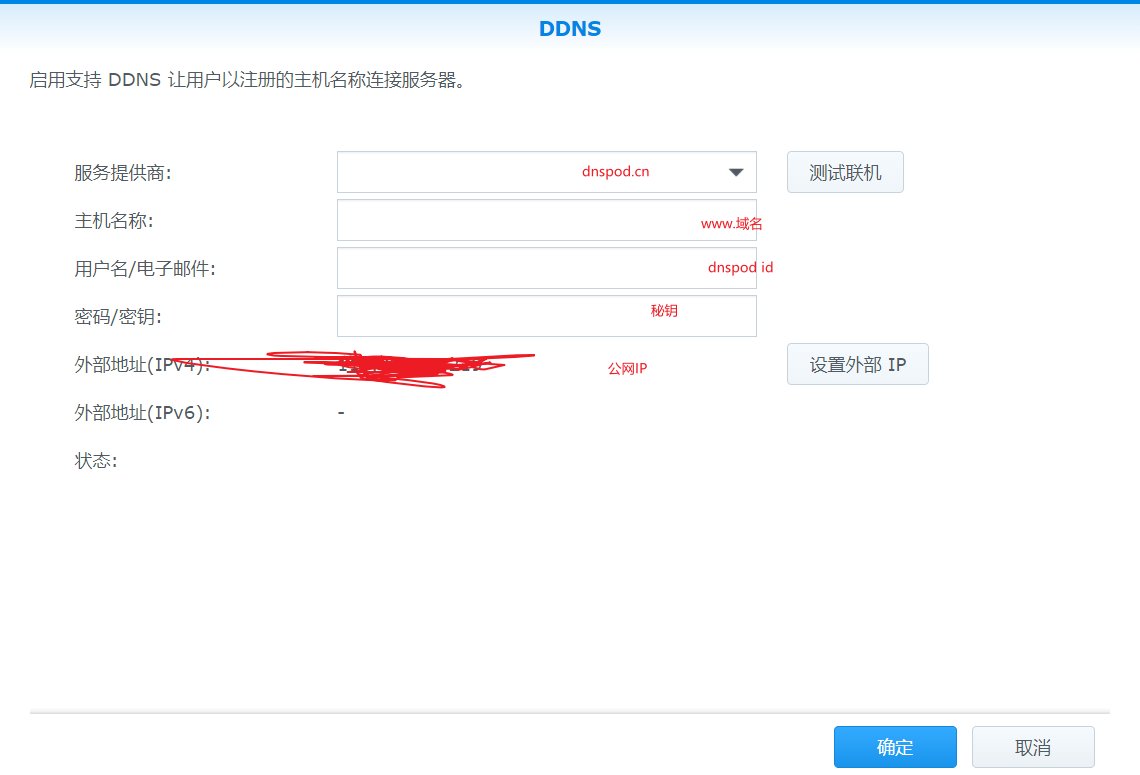 DDNS
启用支持 DDNS 让用户以注册的主机名称连接服务器。
服务提供商: dnspod.cn 测试联机
主机名称: www.域名
用户名/电子邮件: dnspod id
密码/密钥: 秘钥
外部地址(IPv4): 公网IP 设置外部 IP
外部地址(IPv6): -
状态:
确定 取消